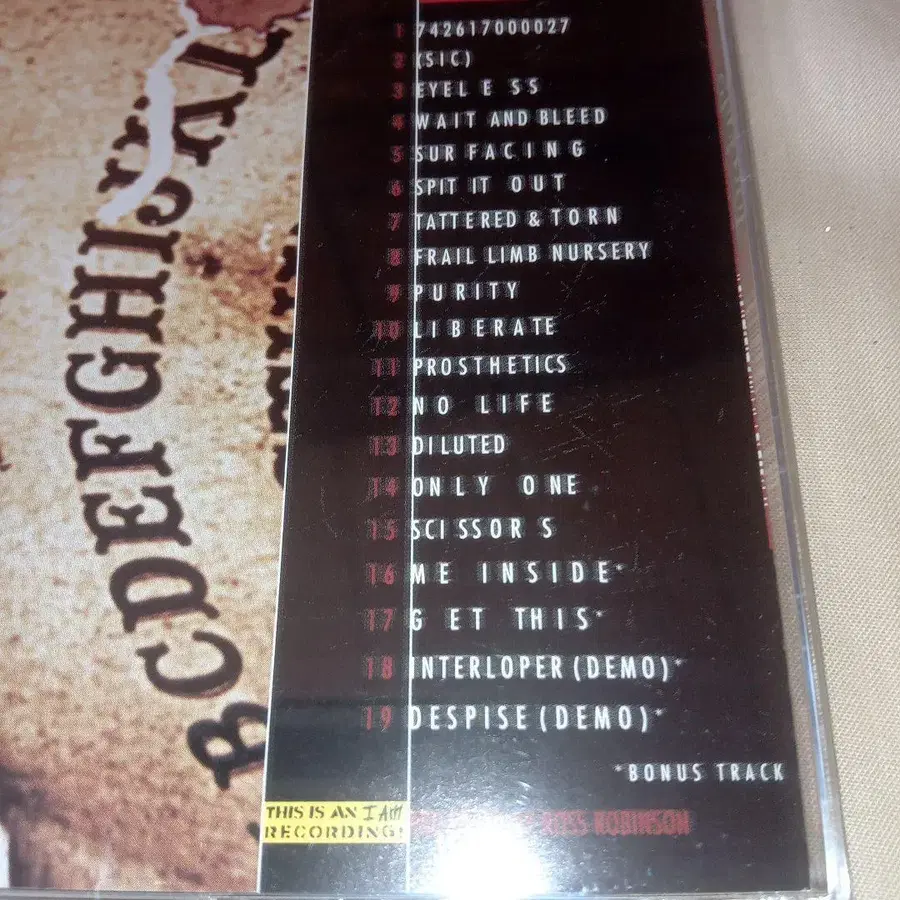 BCDEFGHIJKL
1 742617000027
2 (SIC)
3 EYELESS
4 WAIT AND BLEED
5 SURFACING
6 SPIT IT OUT
7 TATTERED & TORN
8 FRAIL LIMB NURSERY
9 PURITY
10 LIBERATE
11 PROSTHETICS
12 NO LIFE
13 DILUTED
14 ONLY ONE
15 SCISSORS
16 ME INSIDE*
17 GET THIS*
18 INTERLOPER (DEMO)*
19 DESPISE (DEMO)*
*BONUS TRACK
THIS IS AN I AM
RECORDING!
ROSS ROBINSON